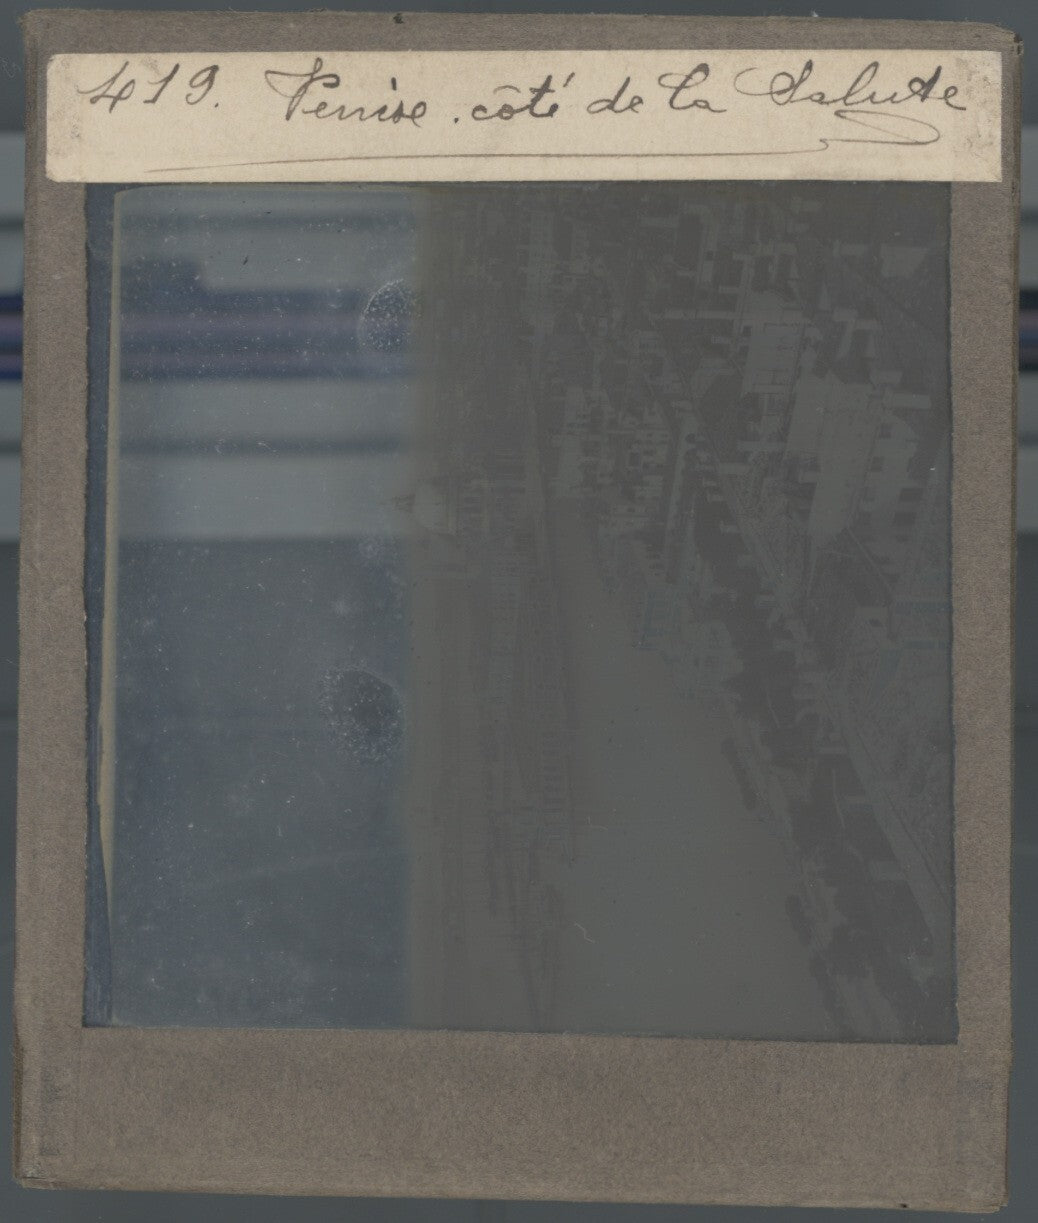 419. Venise. côté de la Salute